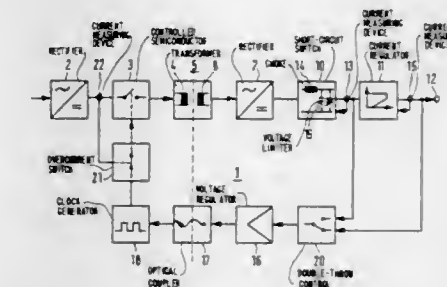 RECTIFIER
2
CURRENT
MEASURING
DEVICE
22
CONTROLLED
SEMICONDUCTOR
3
TRANSFORMER
4 5 6
RECTIFIER
2
CHOKE
14
SHORT-CIRCUIT
SWITCH
10
CURRENT
MEASURING
DEVICE
13
CURRENT
REGULATOR
11
CURRENT
MEASURING
DEVICE
15
12
VOLTAGE
LIMITER
OVERCURRENT
SWITCH
21
CLOCK
GENERATOR
18
OPTICAL
COUPLER
17
VOLTAGE
REGULATOR
16
1
DOUBLE-THROW
CONTROL
20